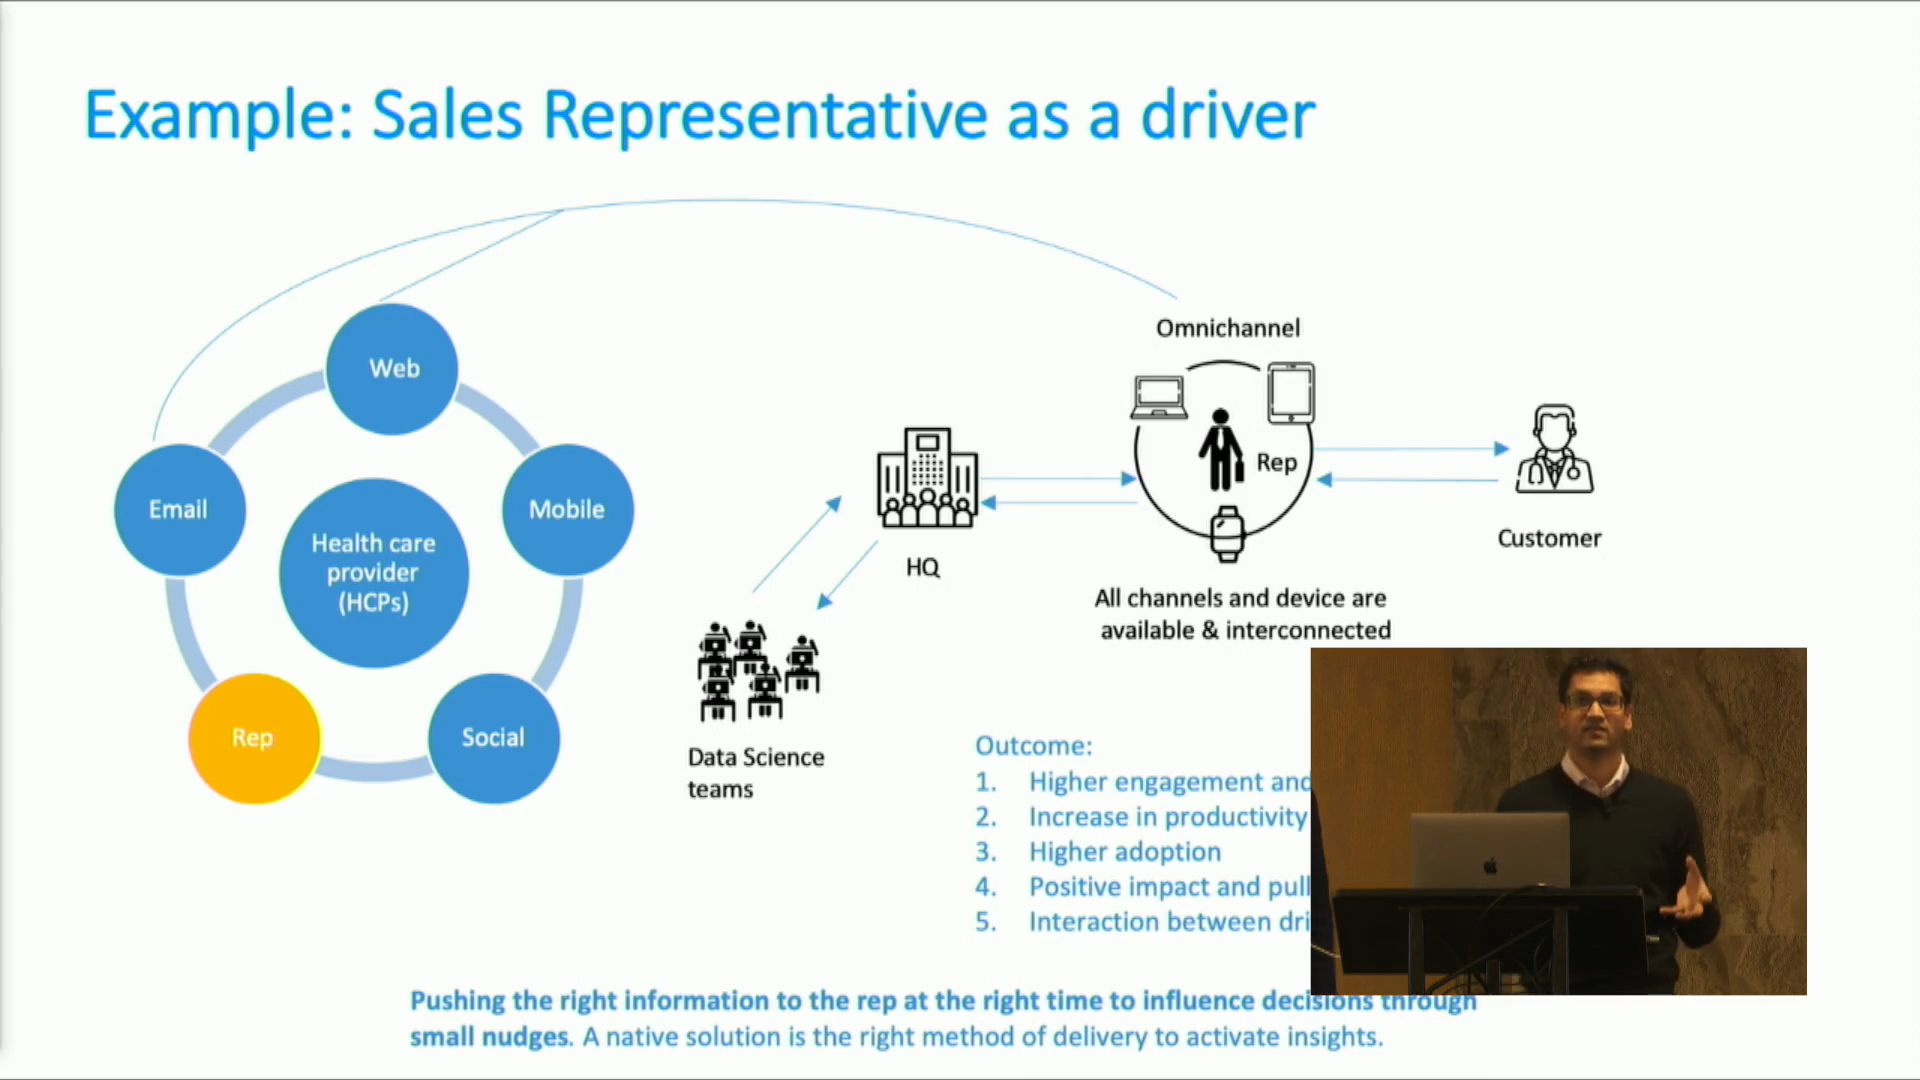 Example: Sales Representative as a driver
Web
Email
Mobile
Health care
provider
(HCPs)
Rep
Social
Data Science
teams
HQ
Omnichannel
Rep
All channels and device are
available & interconnected
Customer
Outcome:
1. Higher engagement and
2. Increase in productivity
3. Higher adoption
4. Positive impact and pull
5. Interaction between
Pushing the right information to the rep at the right time to influence decisions through
small nudges. A native solution is the right method of delivery to activate insights.